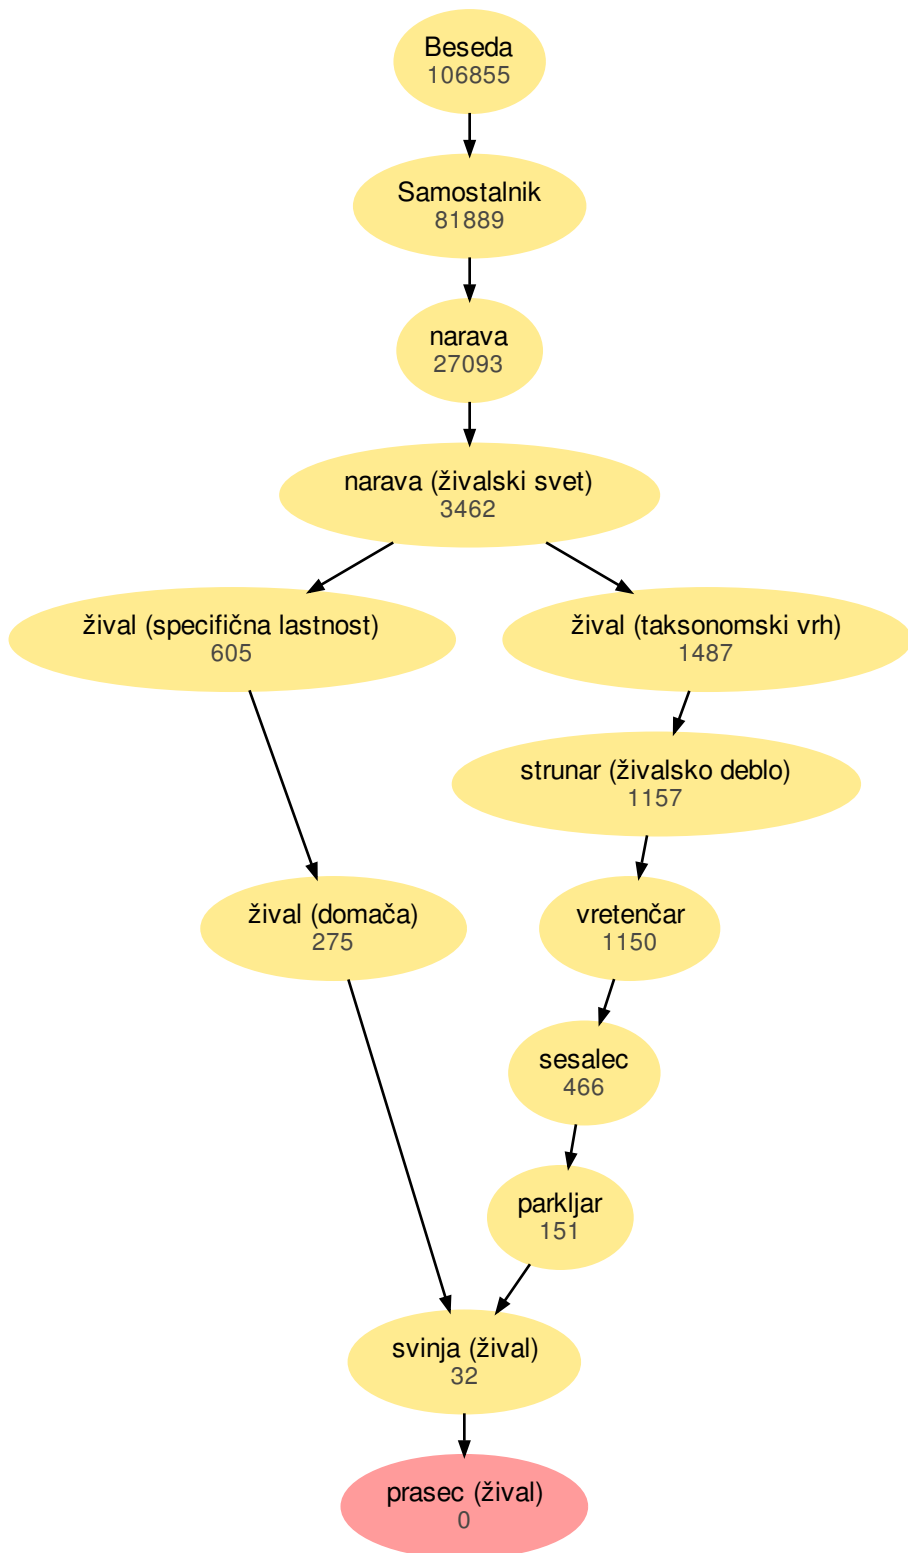 Beseda
106855
Samostalnik
81889
narava
27093
narava (živalski svet)
3462
žival (specifična lastnost)
605
žival (taksonomski vrh)
1487
strunar (živalsko deblo)
1157
žival (domača)
275
vretenčar
1150
sesalec
466
parkljar
151
svinja (žival)
32
prasec (žival)
0